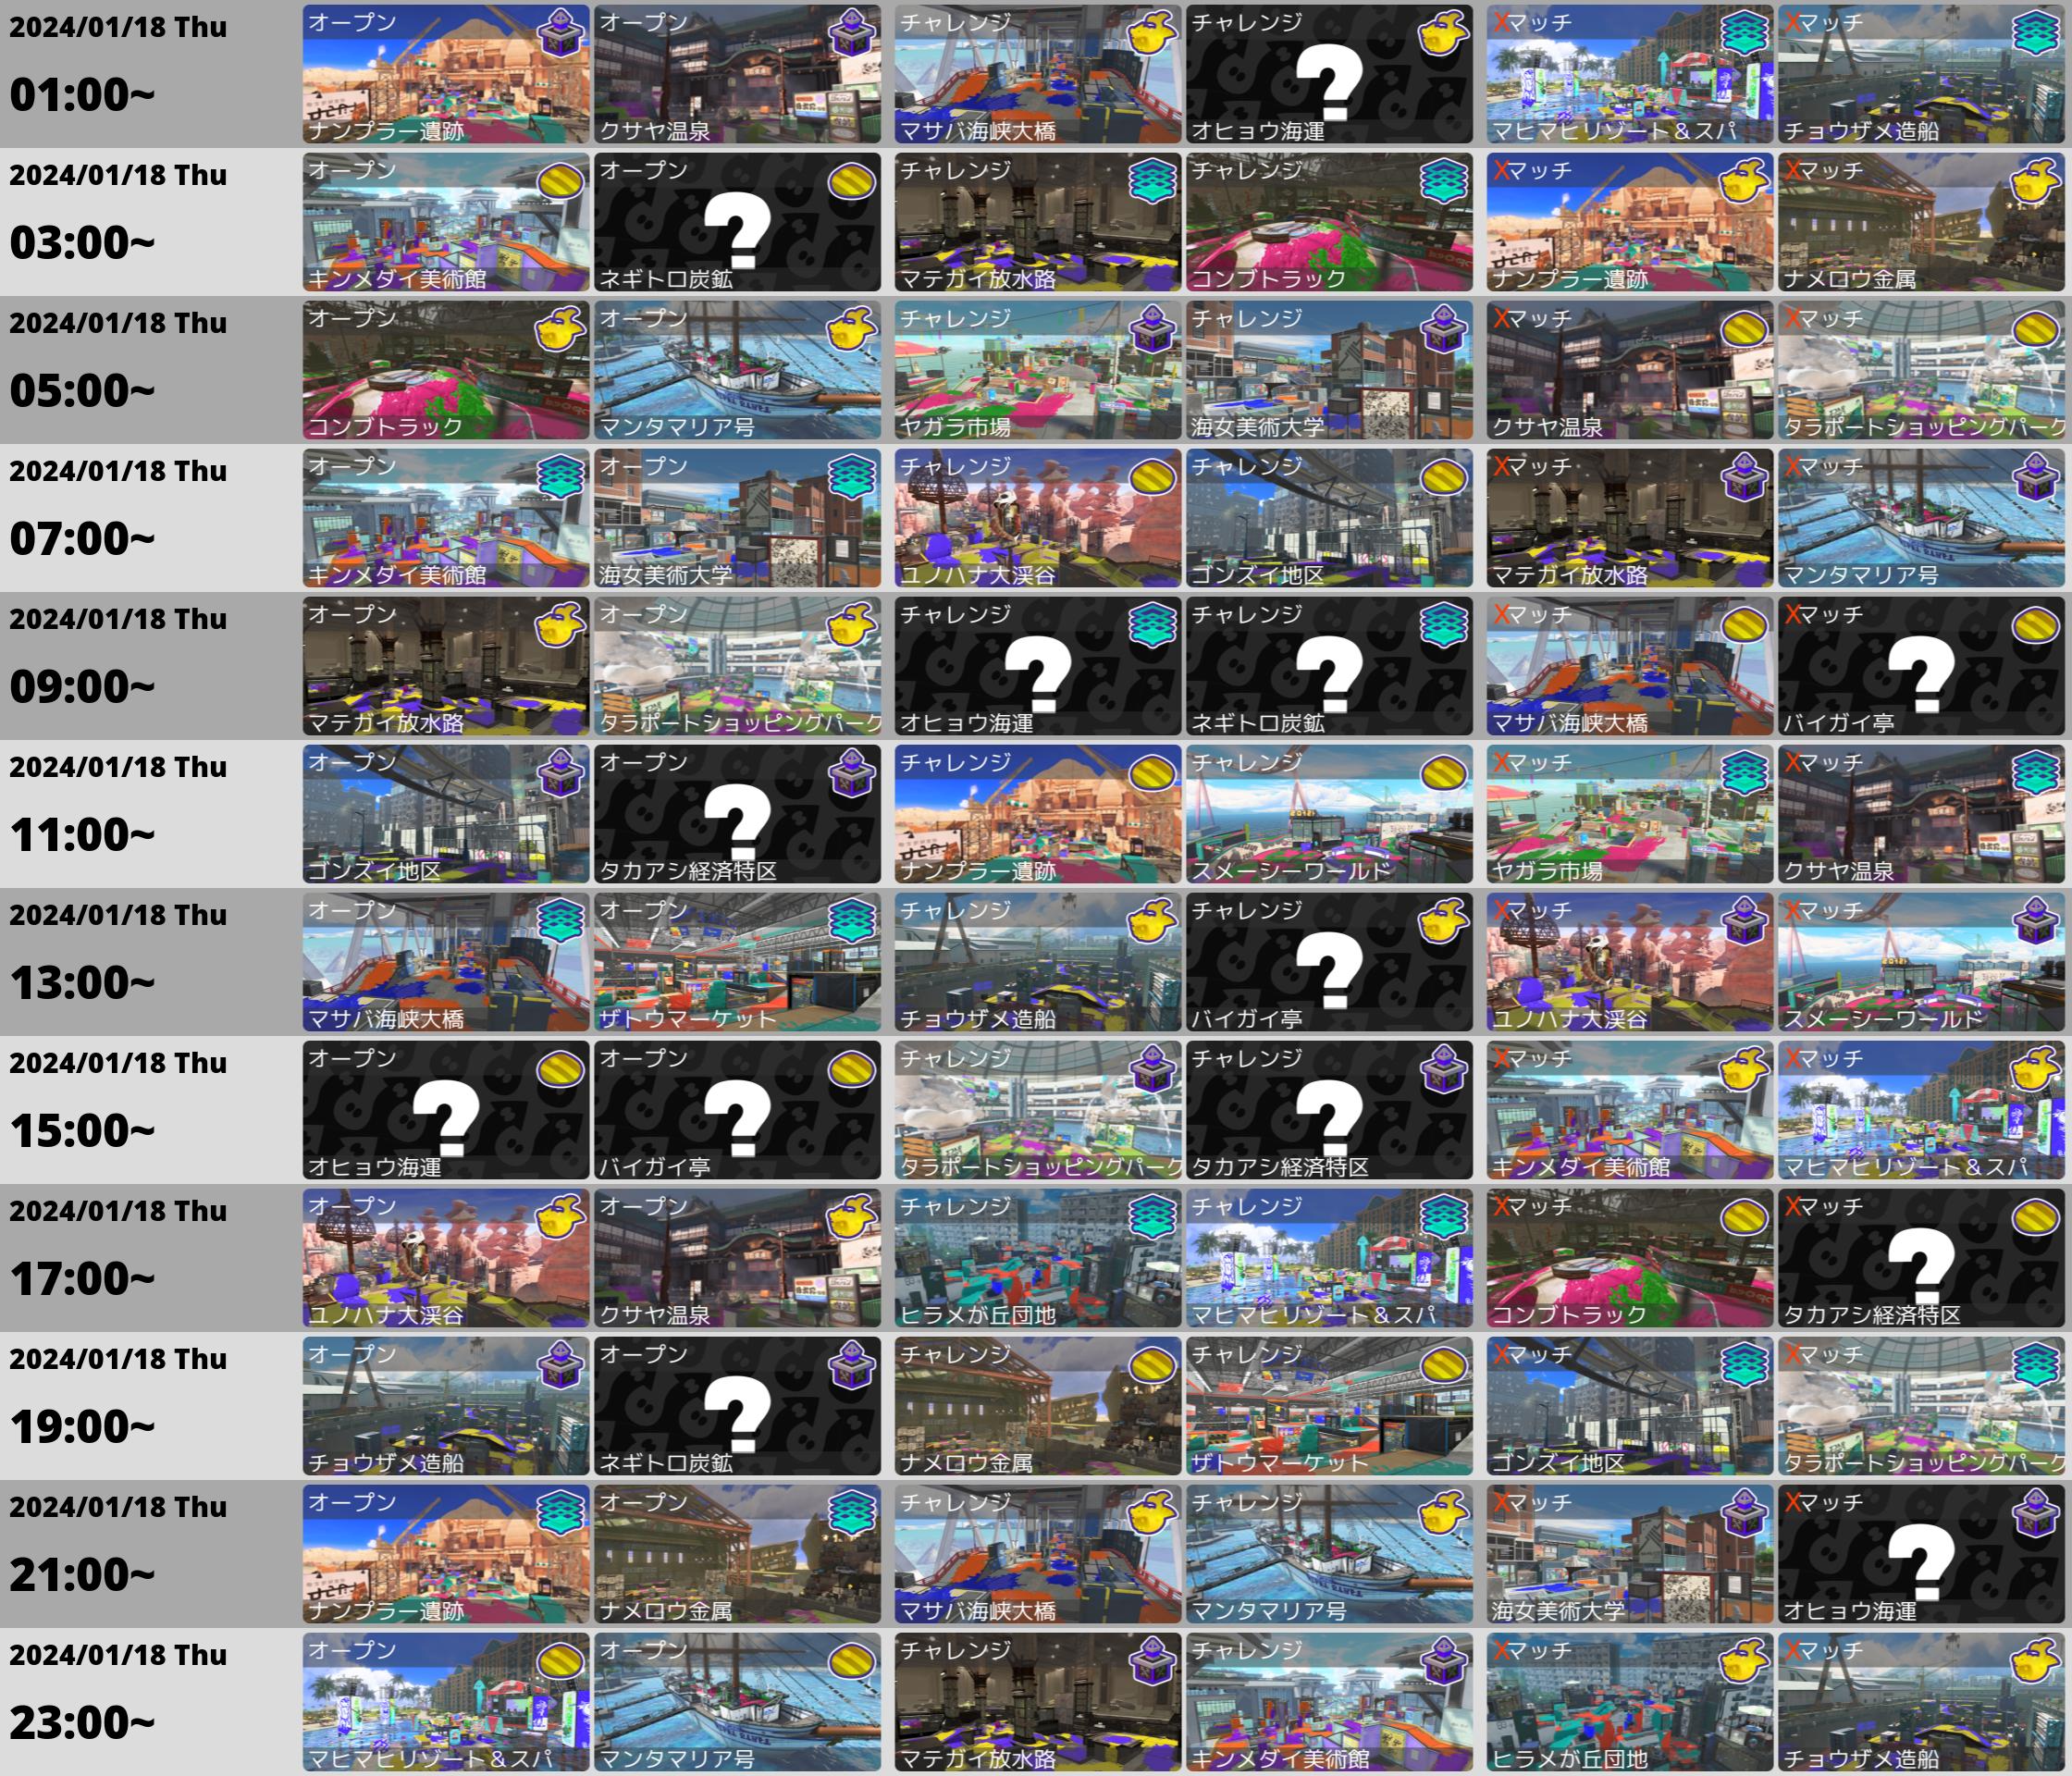 2024/01/18 Thu
01:00~
オープン
ナンプラー遺跡
オープン
クサヤ温泉
チャレンジ
マサバ海峡大橋
チャレンジ
オヒョウ海運
Xマッチ
マヒマヒリゾート＆スパ
Xマッチ
チョウザメ造船
2024/01/18 Thu
03:00~
オープン
キンメダイ美術館
オープン
ネギトロ炭鉱
チャレンジ
マテガイ放水路
チャレンジ
コンブトラック
Xマッチ
ナンプラー遺跡
Xマッチ
ナメロウ金属
2024/01/18 Thu
05:00~
オープン
コンブトラック
オープン
マンタマリア号
チャレンジ
ヤガラ市場
チャレンジ
海女美術大学
Xマッチ
クサヤ温泉
Xマッチ
タラポートショッピングパーク
2024/01/18 Thu
07:00~
オープン
キンメダイ美術館
オープン
海女美術大学
チャレンジ
ユノハナ大渓谷
チャレンジ
ゴンズイ地区
Xマッチ
マテガイ放水路
Xマッチ
マンタマリア号
2024/01/18 Thu
09:00~
オープン
マテガイ放水路
オープン
タラポートショッピングパーク
チャレンジ
オヒョウ海運
チャレンジ
ネギトロ炭鉱
Xマッチ
マサバ海峡大橋
Xマッチ
バイガイ亭
2024/01/18 Thu
11:00~
オープン
ゴンズイ地区
オープン
タカアシ経済特区
チャレンジ
ナンプラー遺跡
チャレンジ
スメーシーワールド
Xマッチ
ヤガラ市場
Xマッチ
クサヤ温泉
2024/01/18 Thu
13:00~
オープン
マサバ海峡大橋
オープン
ザトウマーケット
チャレンジ
チョウザメ造船
チャレンジ
バイガイ亭
Xマッチ
ユノハナ大渓谷
Xマッチ
スメーシーワールド
2024/01/18 Thu
15:00~
オープン
オヒョウ海運
オープン
バイガイ亭
チャレンジ
タラポートショッピングパーク
チャレンジ
タカアシ経済特区
Xマッチ
キンメダイ美術館
Xマッチ
マヒマヒリゾート＆スパ
2024/01/18 Thu
17:00~
オープン
ユノハナ大渓谷
オープン
クサヤ温泉
チャレンジ
ヒラメが丘団地
チャレンジ
マヒマヒリゾート＆スパ
Xマッチ
コンブトラック
Xマッチ
タカアシ経済特区
2024/01/18 Thu
19:00~
オープン
チョウザメ造船
オープン
ネギトロ炭鉱
チャレンジ
ナメロウ金属
チャレンジ
ザトウマーケット
Xマッチ
ゴンズイ地区
Xマッチ
タラポートショッピングパーク
2024/01/18 Thu
21:00~
オープン
ナンプラー遺跡
オープン
ナメロウ金属
チャレンジ
マサバ海峡大橋
チャレンジ
マンタマリア号
Xマッチ
海女美術大学
Xマッチ
オヒョウ海運
2024/01/18 Thu
23:00~
オープン
マヒマヒリゾート＆スパ
オープン
マンタマリア号
チャレンジ
マテガイ放水路
チャレンジ
キンメダイ美術館
Xマッチ
ヒラメが丘団地
Xマッチ
チョウザメ造船